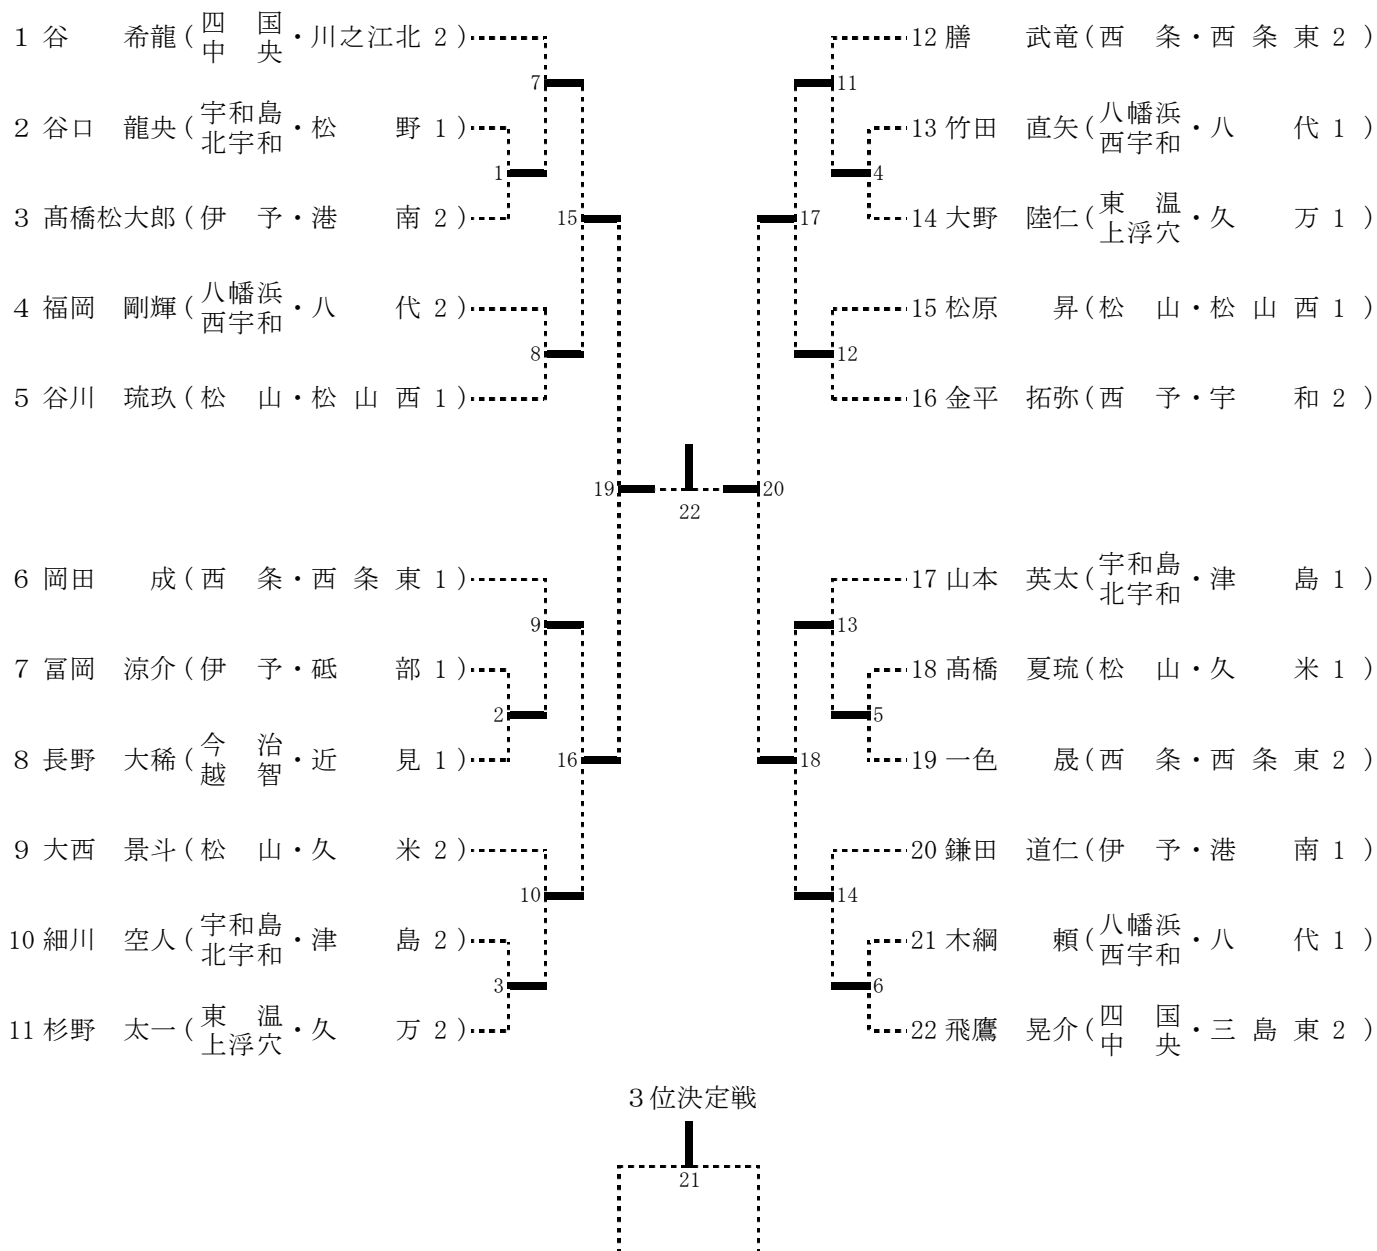 1 谷 希龍(四国中央・川之江北 2)
7
2 谷口 龍央(宇和島北宇和・松野 1)
1
3 髙橋松大郎(伊予・港南 2)
15
4 福岡 剛輝(八幡浜西宇和・八代 2)
8
5 谷川 琉玖(松山・松山西 1)
19
6 岡田 成(西条・西条東 1)
9
7 冨岡 涼介(伊予・砥部 1)
2
8 長野 大稀(今治越智・近見 1)
16
9 大西 景斗(松山・久米 2)
10
10 細川 空人(宇和島北宇和・津島 2)
3
11 杉野 太一(東温上浮穴・久万 2)
22
12 膳 武竜(西条・西条東 2)
11
13 竹田 直矢(八幡浜西宇和・八代 1)
4
14 大野 陸仁(東温上浮穴・久万 1)
17
15 松原 昇(松山・松山西 1)
12
16 金平 拓弥(西予・宇和 2)
20
17 山本 英太(宇和島北宇和・津島 1)
13
18 髙橋 夏琉(松山・久米 1)
5
19 一色 晟(西条・西条東 2)
18
20 鎌田 道仁(伊予・港南 1)
14
21 木綱 頼(八幡浜西宇和・八代 1)
6
22 飛鷹 晃介(四国中央・三島東 2)
３位決定戦
21